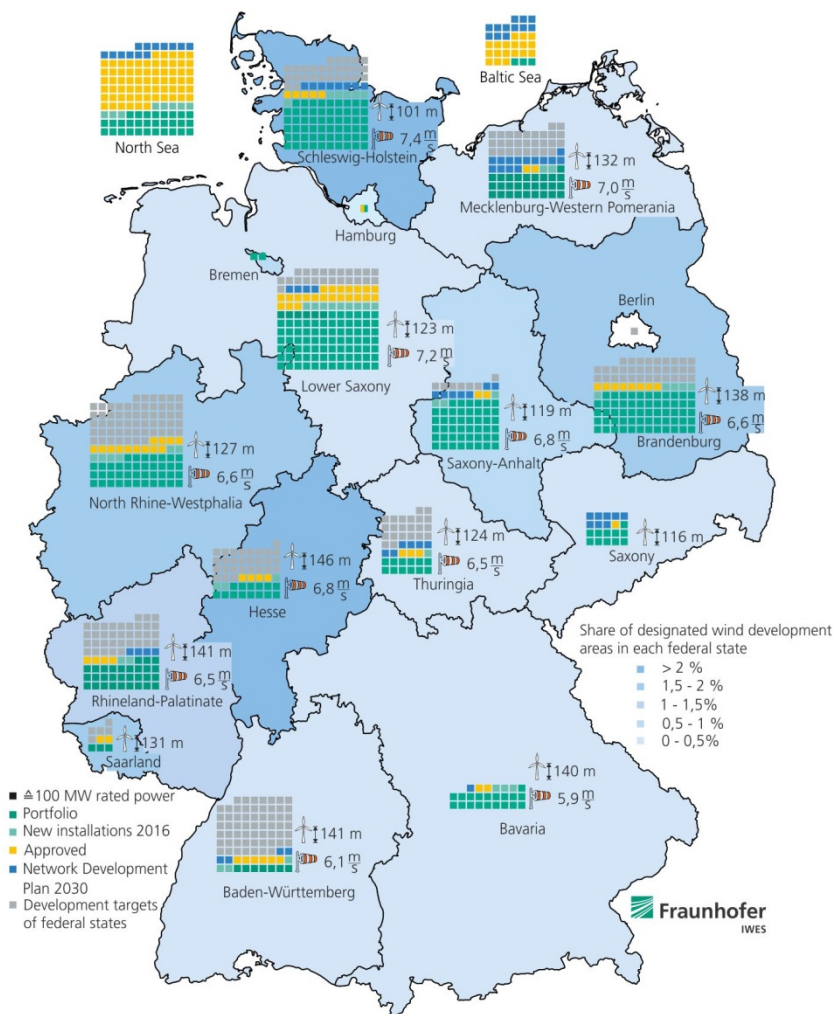 North Sea
Baltic Sea
101 m
7,4 m/s
Schleswig-Holstein
132 m
7,0 m/s
Mecklenburg-Western Pomerania
Hamburg
Bremen
Berlin
123 m
7,2 m/s
Lower Saxony
138 m
6,6 m/s
Brandenburg
119 m
6,8 m/s
Saxony-Anhalt
127 m
6,6 m/s
North Rhine-Westphalia
124 m
6,5 m/s
Thuringia
116 m
Saxony
146 m
6,8 m/s
Hesse
141 m
6,5 m/s
Rhineland-Palatinate
131 m
Saarland
Share of designated wind development
areas in each federal state
> 2 %
1,5 - 2 %
1 - 1,5%
0,5 - 1 %
0 - 0,5%
140 m
5,9 m/s
Bavaria
141 m
6,1 m/s
Baden-Württemberg
≙100 MW rated power
Portfolio
New installations 2016
Approved
Network Development
Plan 2030
Development targets
of federal states
Fraunhofer
IWES